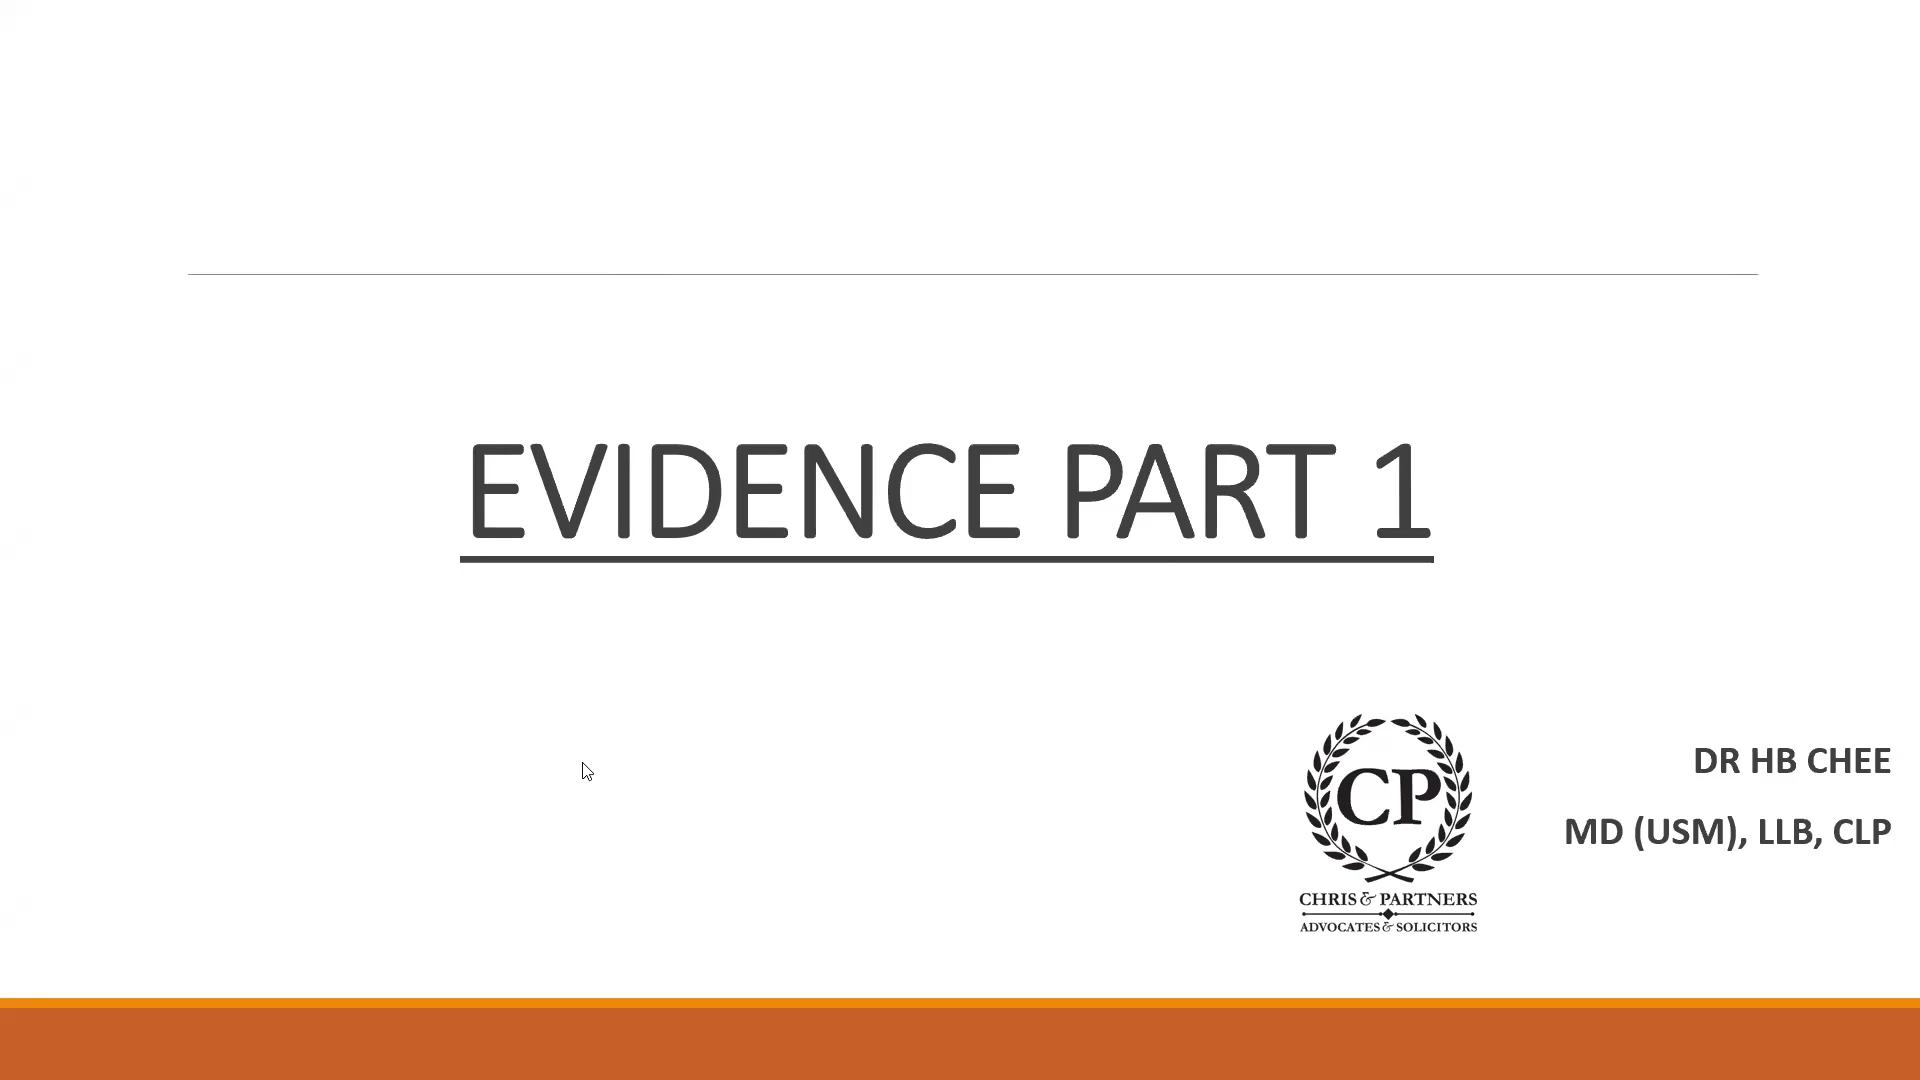 EVIDENCE PART 1
DR HB CHEE
MD (USM), LLB, CLP
CP
CHRIS & PARTNERS
ADVOCATES & SOLICITORS